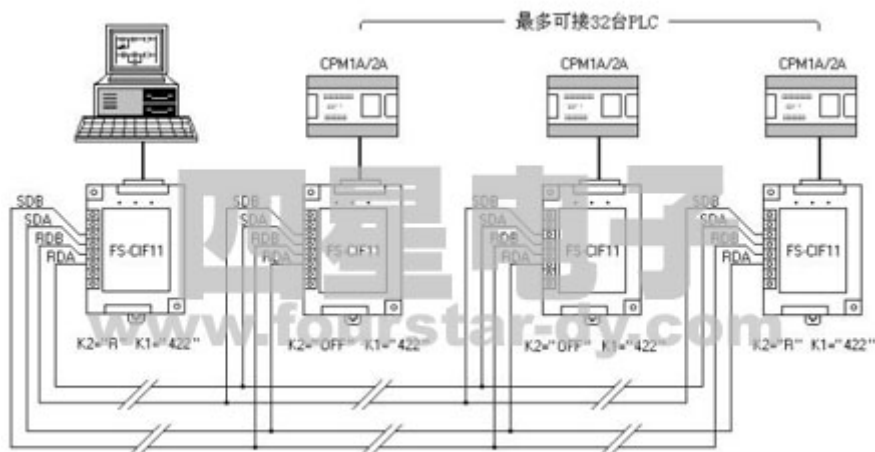 最多可接32台PLC
CPM1A/2A
CPM1A/2A
CPM1A/2A
四星电子
SDB
SDA
RDB
RDA
FS-CIF11
SDB
SDA
RDB
RDA
FS-CIF11
SDB
SDA
RDB
RDA
FS-CIF11
SDB
SDA
RDB
RDA
FS-CIF11
www.fourstar-dy.com
K2="R" K1="422"
K2="OFF" K1="422"
K2="OFF" K1="422"
K2="R" K1="422"